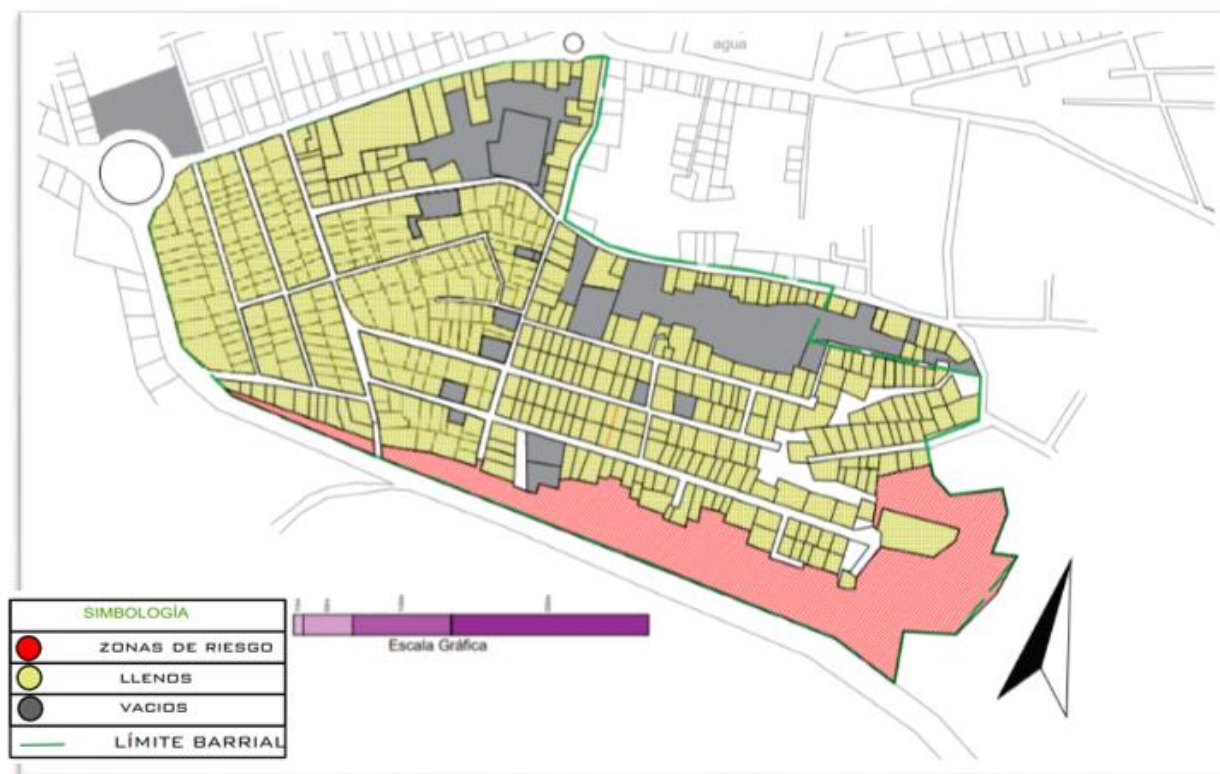 agua
SIMBOLOGÍA
ZONAS DE RIESGO
LLENOS
VACIOS
LÍMITE BARRIAL
Escala Gráfica